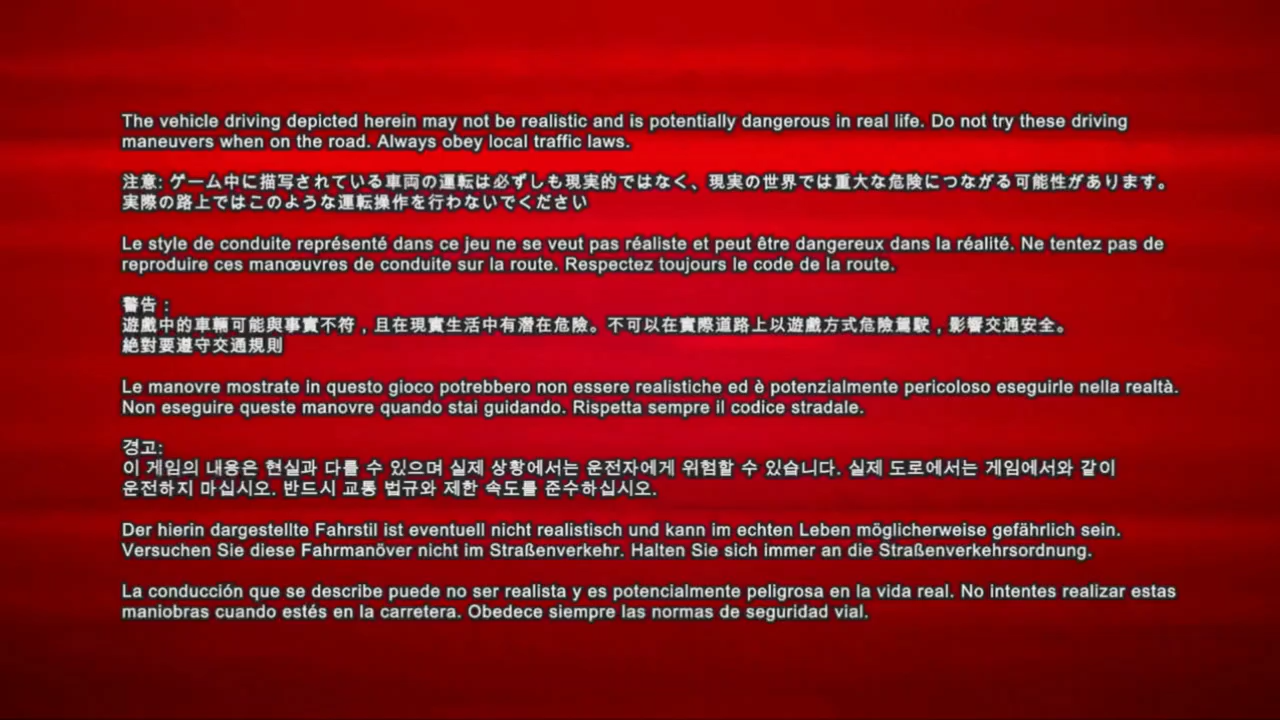 The vehicle driving depicted herein may not be realistic and is potentially dangerous in real life. Do not try these driving
maneuvers when on the road. Always obey local traffic laws.
注意: ゲーム中に描写されている車両の運転は必ずしも現実的ではなく、現実の世界では重大な危険につながる可能性があります。
実際の路上ではこのような運転操作を行わないでください
Le style de conduite représenté dans ce jeu ne se veut pas réaliste et peut être dangereux dans la réalité. Ne tentez pas de
reproduire ces manœuvres de conduite sur la route. Respectez toujours le code de la route.
警告：
遊戲中的車輛可能與事實不符，且在現實生活中有潛在危險。不可以在實際道路上以遊戲方式危險駕駛，影響交通安全。
絕對要遵守交通規則
Le manovre mostrate in questo gioco potrebbero non essere realistiche ed è potenzialmente pericoloso eseguirle nella realtà.
Non eseguire queste manovre quando stai guidando. Rispetta sempre il codice stradale.
경고:
이 게임의 내용은 현실과 다를 수 있으며 실제 상황에서는 운전자에게 위험할 수 있습니다. 실제 도로에서는 게임에서와 같이
운전하지 마십시오. 반드시 교통 법규와 제한 속도를 준수하십시오.
Der hierin dargestellte Fahrstil ist eventuell nicht realistisch und kann im echten Leben möglicherweise gefährlich sein.
Versuchen Sie diese Fahrmanöver nicht im Straßenverkehr. Halten Sie sich immer an die Straßenverkehrsordnung.
La conducción que se describe puede no ser realista y es potencialmente peligrosa en la vida real. No intentes realizar estas
maniobras cuando estés en la carretera. Obedece siempre las normas de seguridad vial.